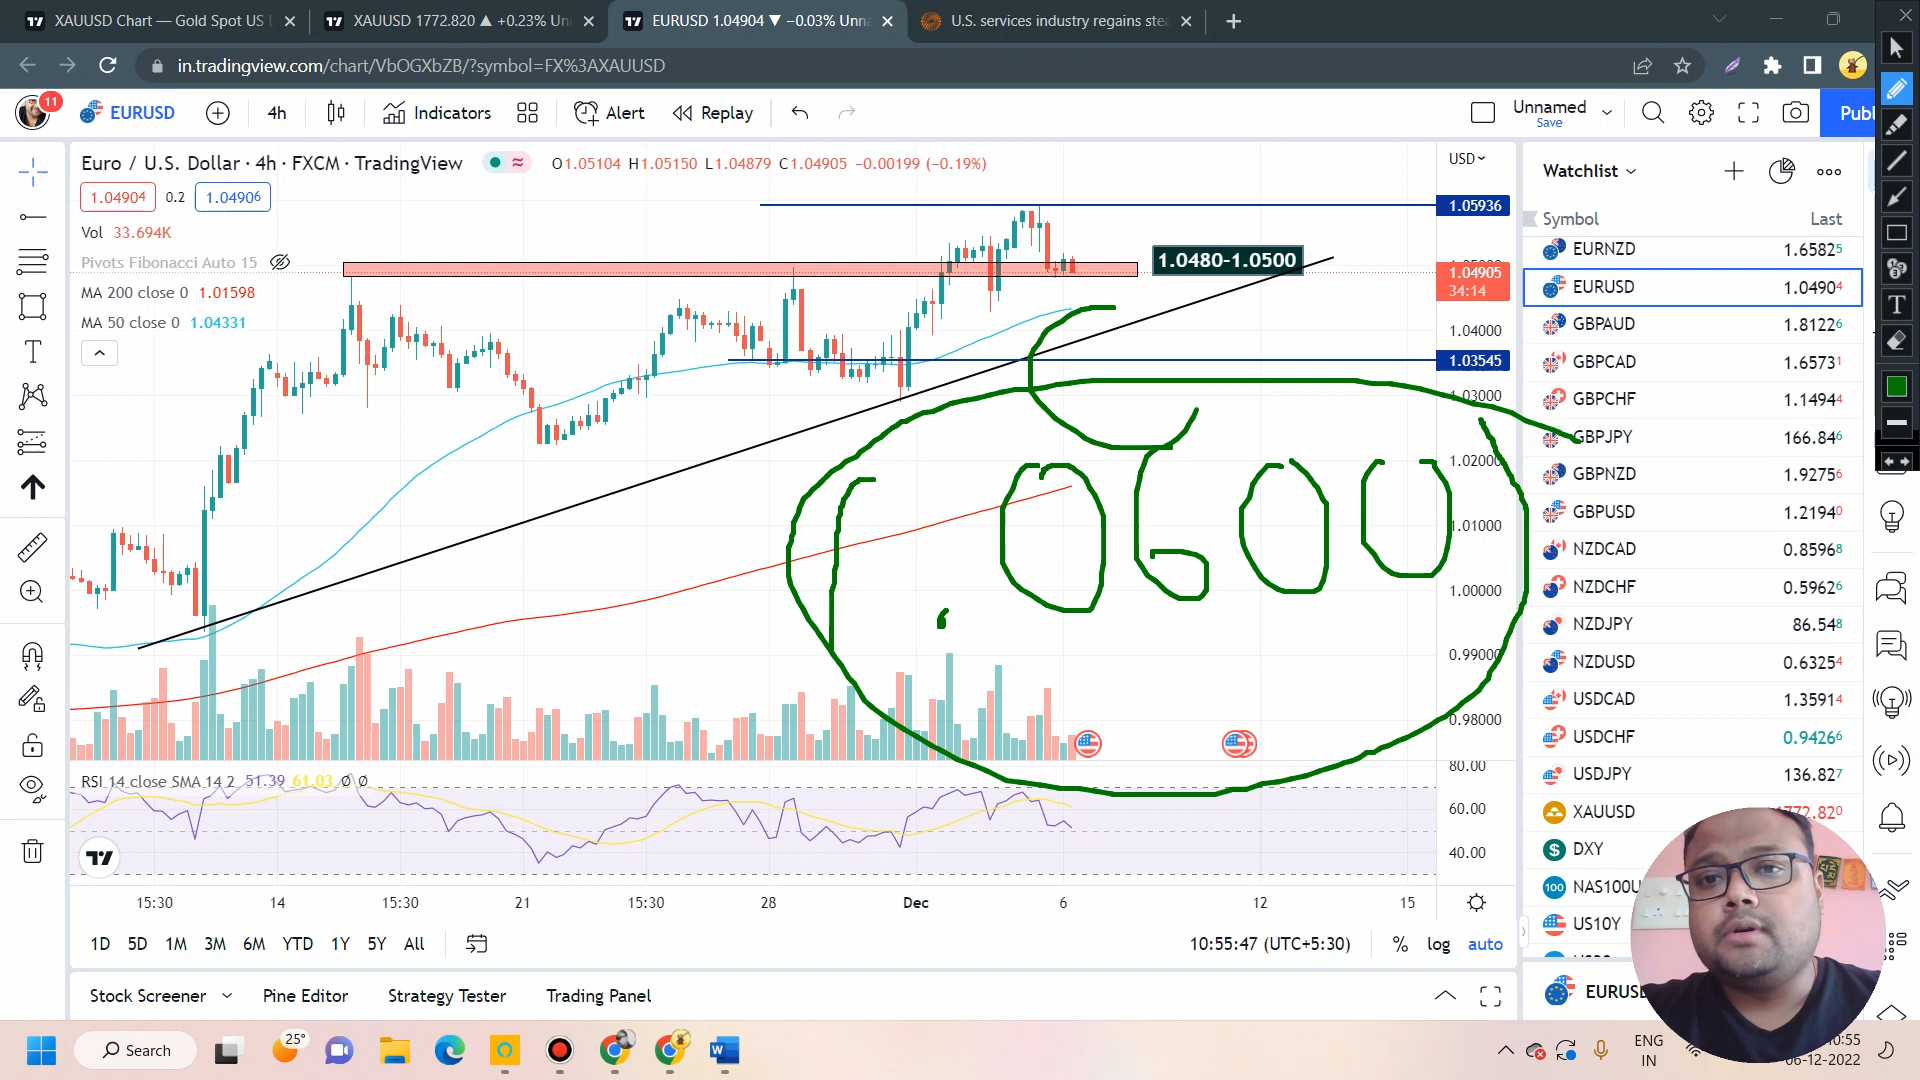 XAUUSD Chart — Gold Spot US D
XAUUSD 1772.820 ▲ +0.23% Unn
EURUSD 1.04904 ▼ −0.03% Unna
U.S. services industry regains stea
in.tradingview.com/chart/VbOGXbZB/?symbol=FX%3AXAUUSD
11 EURUSD 4h Indicators Alert Replay Unnamed Save Publ
Euro / U.S. Dollar · 4h · FXCM · TradingView O1.05104 H1.05150 L1.04879 C1.04905 −0.00199 (−0.19%)
1.04904 0.2 1.04906
Vol 33.694K
Pivots Fibonacci Auto 15
MA 200 close 0 1.01598
MA 50 close 0 1.04331
1.0480-1.0500
USD
1.05936
1.04905
34:14
1.04000
1.03545
1.03000
1.02000
1.01000
1.00000
0.99000
0.98000
1.0600
RSI 14 close SMA 14 2 51.39 61.03 Ø Ø
80.00
60.00
40.00
15:30 14 15:30 21 15:30 28 Dec 6 12 15
1D 5D 1M 3M 6M YTD 1Y 5Y All 10:55:47 (UTC+5:30) % log auto
Stock Screener Pine Editor Strategy Tester Trading Panel
Watchlist
Symbol Last
EURNZD 1.65825
EURUSD 1.04904
GBPAUD 1.81226
GBPCAD 1.65731
GBPCHF 1.14944
GBPJPY 166.846
GBPNZD 1.92756
GBPUSD 1.21940
NZDCAD 0.85968
NZDCHF 0.59626
NZDJPY 86.548
NZDUSD 0.63254
USDCAD 1.35914
USDCHF 0.94266
USDJPY 136.827
XAUUSD 1772.820
DXY
NAS100U
US10Y
EURUS
25°
Search
ENG
IN
10:55
06-12-2022